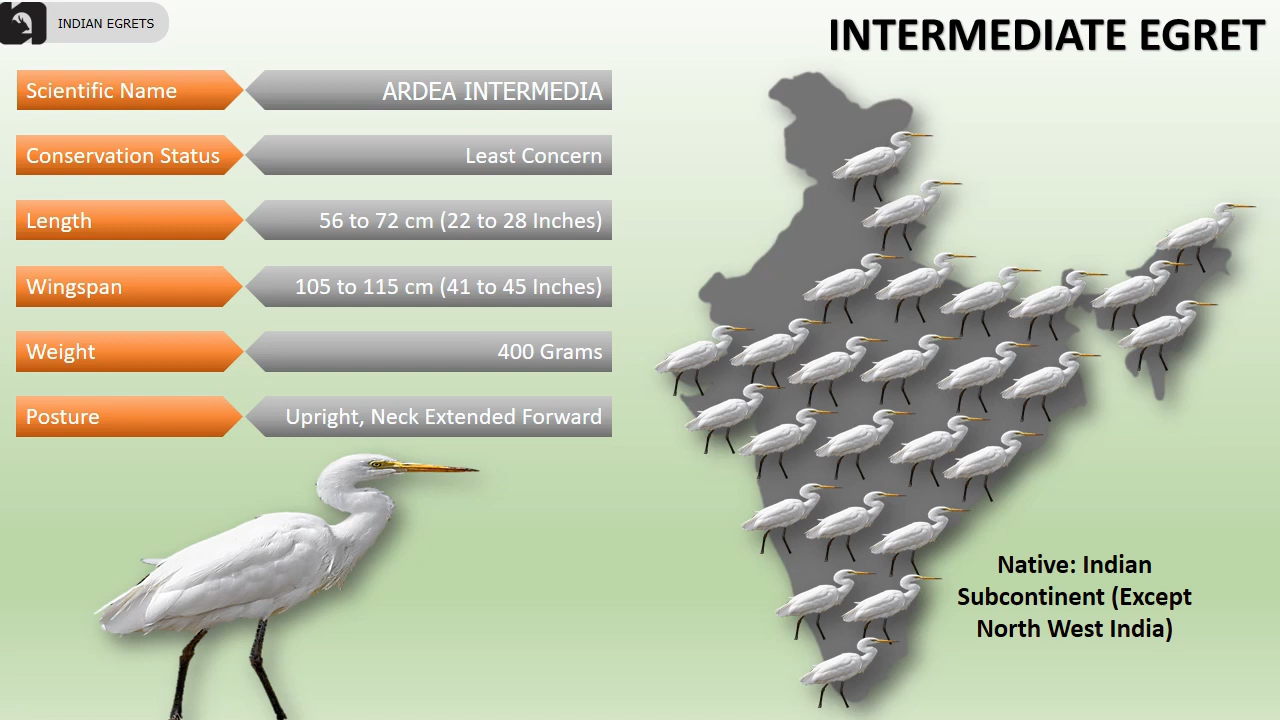 INDIAN EGRETS
INTERMEDIATE EGRET
Scientific Name
ARDEA INTERMEDIA
Conservation Status
Least Concern
Length
56 to 72 cm (22 to 28 Inches)
Wingspan
105 to 115 cm (41 to 45 Inches)
Weight
400 Grams
Posture
Upright, Neck Extended Forward
Native: Indian
Subcontinent (Except
North West India)